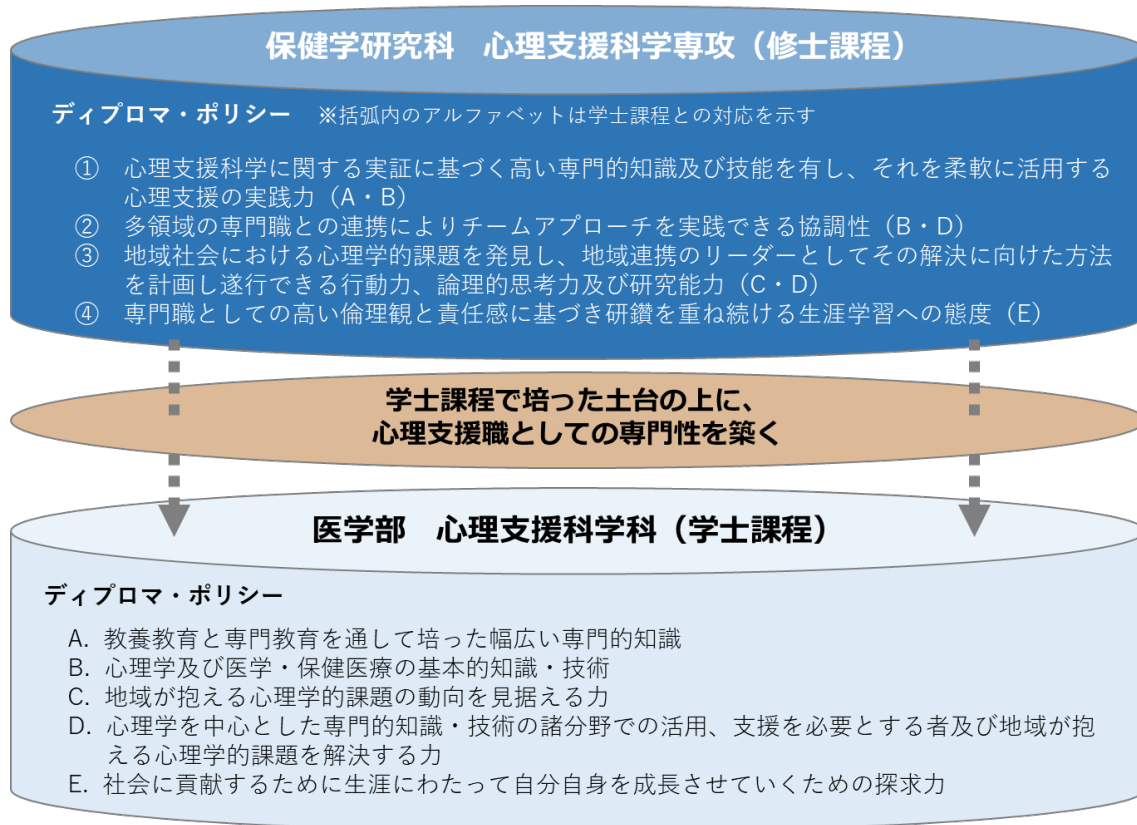 保健学研究科　心理支援科学専攻（修士課程）
ディプロマ・ポリシー　※括弧内のアルファベットは学士課程との対応を示す
①　心理支援科学に関する実証に基づく高い専門的知識及び技能を有し、それを柔軟に活用する
心理支援の実践力（A・B）
②　多領域の専門職との連携によりチームアプローチを実践できる協調性（B・D）
③　地域社会における心理学的課題を発見し、地域連携のリーダーとしてその解決に向けた方法
を計画し遂行できる行動力、論理的思考力及び研究能力（C・D）
④　専門職としての高い倫理観と責任感に基づき研鑽を重ね続ける生涯学習への態度（E）
学士課程で培った土台の上に、
心理支援職としての専門性を築く
医学部　心理支援科学科（学士課程）
ディプロマ・ポリシー
A. 教養教育と専門教育を通して培った幅広い専門的知識
B. 心理学及び医学・保健医療の基本的知識・技術
C. 地域が抱える心理学的課題の動向を見据える力
D. 心理学を中心とした専門的知識・技術の諸分野での活用、支援を必要とする者及び地域が抱
える心理学的課題を解決する力
E. 社会に貢献するために生涯にわたって自分自身を成長させていくための探求力